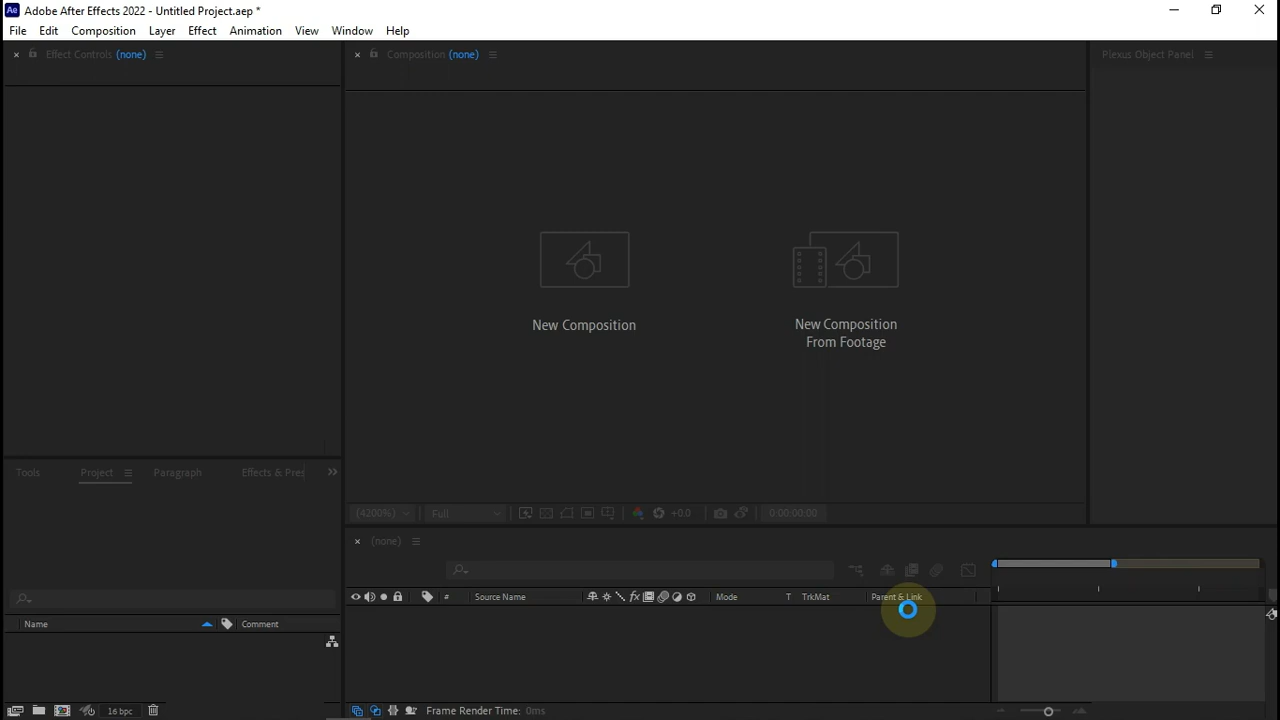 Ae Adobe After Effects 2022 - Untitled Project.aep *
File Edit Composition Layer Effect Animation View Window Help
Effect Controls (none)
Composition (none)
Plexus Object Panel
New Composition
New Composition
From Footage
Tools Project Paragraph Effects & Pres
(4200%) Full +0.0 0:00:00:00
(none)
# Source Name fx Mode T TrkMat Parent & Link
Name Comment
16 bpc
Frame Render Time: 0ms